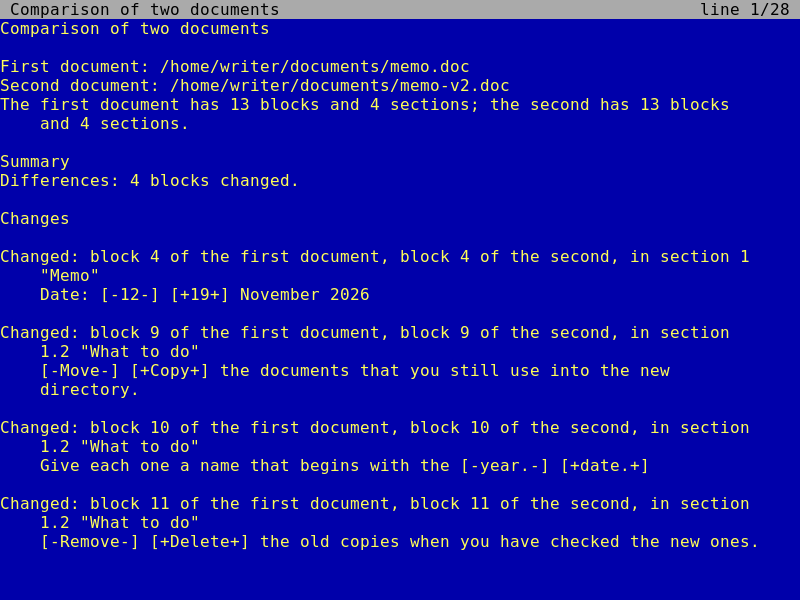 Comparison of two documents line 1/28
Comparison of two documents
First document: /home/writer/documents/memo.doc
Second document: /home/writer/documents/memo-v2.doc
The first document has 13 blocks and 4 sections; the second has 13 blocks
and 4 sections.
Summary
Differences: 4 blocks changed.
Changes
Changed: block 4 of the first document, block 4 of the second, in section 1
"Memo"
Date: [-12-] [+19+] November 2026
Changed: block 9 of the first document, block 9 of the second, in section
1.2 "What to do"
[-Move-] [+Copy+] the documents that you still use into the new
directory.
Changed: block 10 of the first document, block 10 of the second, in section
1.2 "What to do"
Give each one a name that begins with the [-year.-] [+date.+]
Changed: block 11 of the first document, block 11 of the second, in section
1.2 "What to do"
[-Remove-] [+Delete+] the old copies when you have checked the new ones.